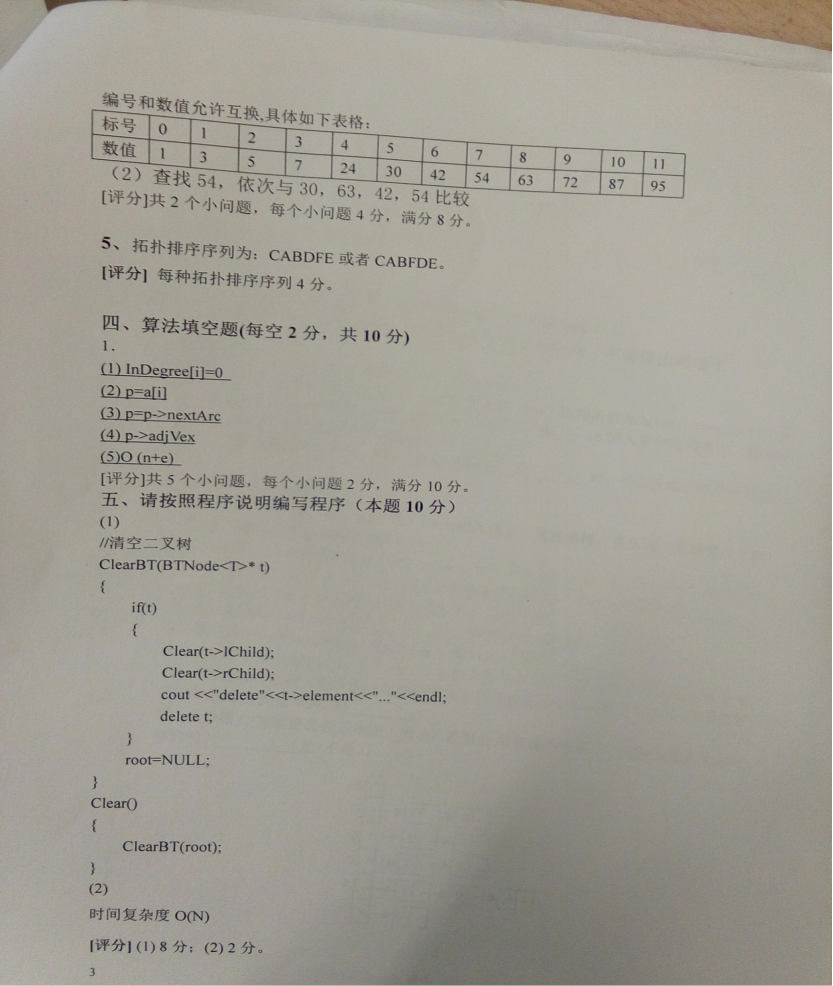 编号和数值允许互换,具体如下表格：
标号 0 1 2 3 4 5 6 7 8 9 10 11
数值 1 3 5 7 24 30 42 54 63 72 87 95
（2）查找 54，依次与 30，63，42，54 比较
[评分]共 2 个小问题，每个小问题 4 分，满分 8 分。
5、拓扑排序序列为：CABDFE 或者 CABFDE。
[评分] 每种拓扑排序序列 4 分。
四、算法填空题(每空 2 分，共 10 分)
1.
(1) InDegree[i]=0
(2) p=a[i]
(3) p=p->nextArc
(4) p->adjVex
(5)O (n+e)
[评分]共 5 个小问题，每个小问题 2 分，满分 10 分。
五、请按照程序说明编写程序（本题 10 分）
(1)
//清空二叉树
ClearBT(BTNode<T>* t)
{
if(t)
{
Clear(t->lChild);
Clear(t->rChild);
cout <<"delete"<<t->element<<"..."<<endl;
delete t;
}
root=NULL;
}
Clear()
{
ClearBT(root);
}
(2)
时间复杂度 O(N)
[评分] (1) 8 分；(2) 2 分。
3